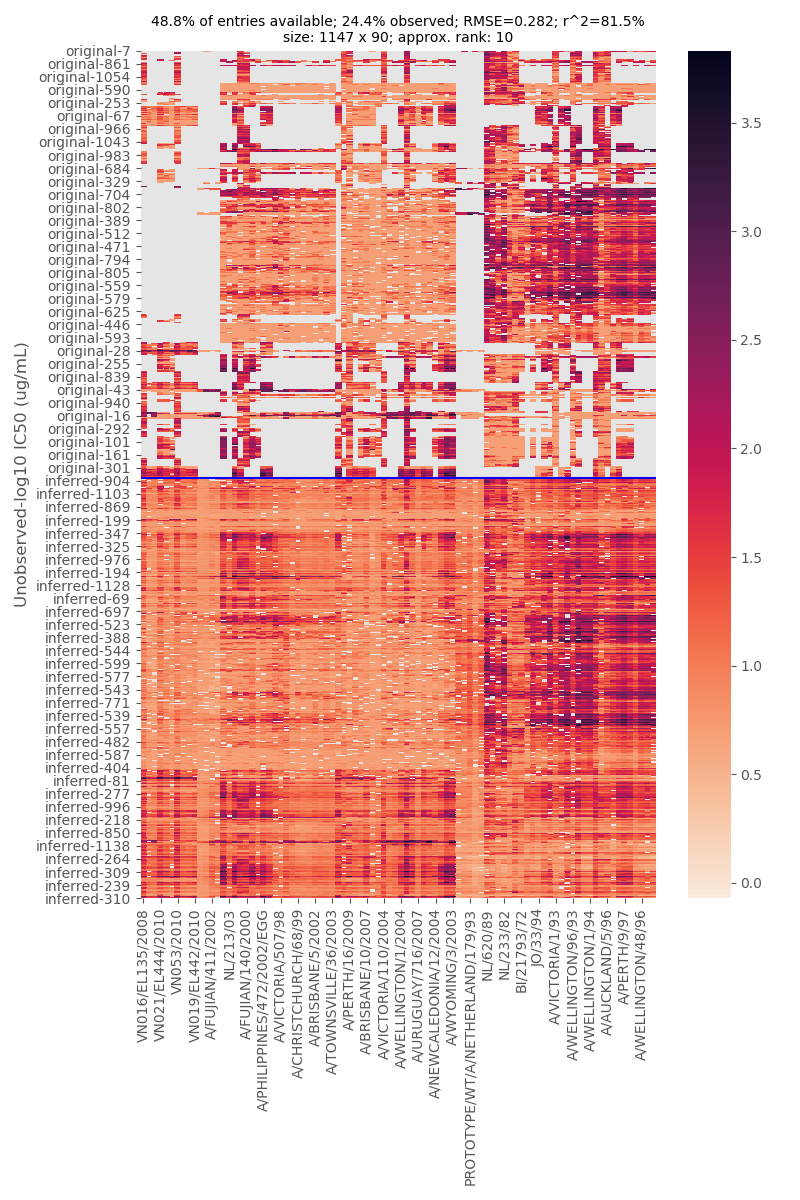 48.8% of entries available; 24.4% observed; RMSE=0.282; r^2=81.5%
size: 1147 x 90; approx. rank: 10
Unobserved-log10 IC50 (ug/mL)
original-7
original-861
original-1054
original-590
original-253
original-67
original-966
original-1043
original-983
original-684
original-329
original-704
original-802
original-389
original-512
original-471
original-794
original-805
original-559
original-579
original-625
original-446
original-593
original-28
original-255
original-839
original-43
original-940
original-16
original-292
original-101
original-161
original-301
inferred-904
inferred-1103
inferred-869
inferred-199
inferred-347
inferred-325
inferred-976
inferred-194
inferred-1128
inferred-69
inferred-697
inferred-523
inferred-388
inferred-544
inferred-599
inferred-577
inferred-543
inferred-771
inferred-539
inferred-557
inferred-482
inferred-587
inferred-404
inferred-81
inferred-277
inferred-996
inferred-218
inferred-850
inferred-1138
inferred-264
inferred-309
inferred-239
inferred-310
VN016/EL135/2008
VN021/EL444/2010
VN053/2010
VN019/EL442/2010
A/FUJIAN/411/2002
NL/213/03
A/FUJIAN/140/2000
A/PHILIPPINES/472/2002/EGG
A/VICTORIA/507/98
A/CHRISTCHURCH/68/99
A/BRISBANE/5/2002
A/TOWNSVILLE/36/2003
A/PERTH/16/2009
A/BRISBANE/10/2007
A/VICTORIA/110/2004
A/WELLINGTON/1/2004
A/URUGUAY/716/2007
A/NEWCALEDONIA/12/2004
A/WYOMING/3/2003
PROTOTYPE/WT/A/NETHERLAND/179/93
NL/620/89
NL/233/82
BI/21793/72
JO/33/94
A/VICTORIA/1/93
A/WELLINGTON/96/93
A/WELLINGTON/1/94
A/AUCKLAND/5/96
A/PERTH/9/97
A/WELLINGTON/48/96
3.5
3.0
2.5
2.0
1.5
1.0
0.5
0.0